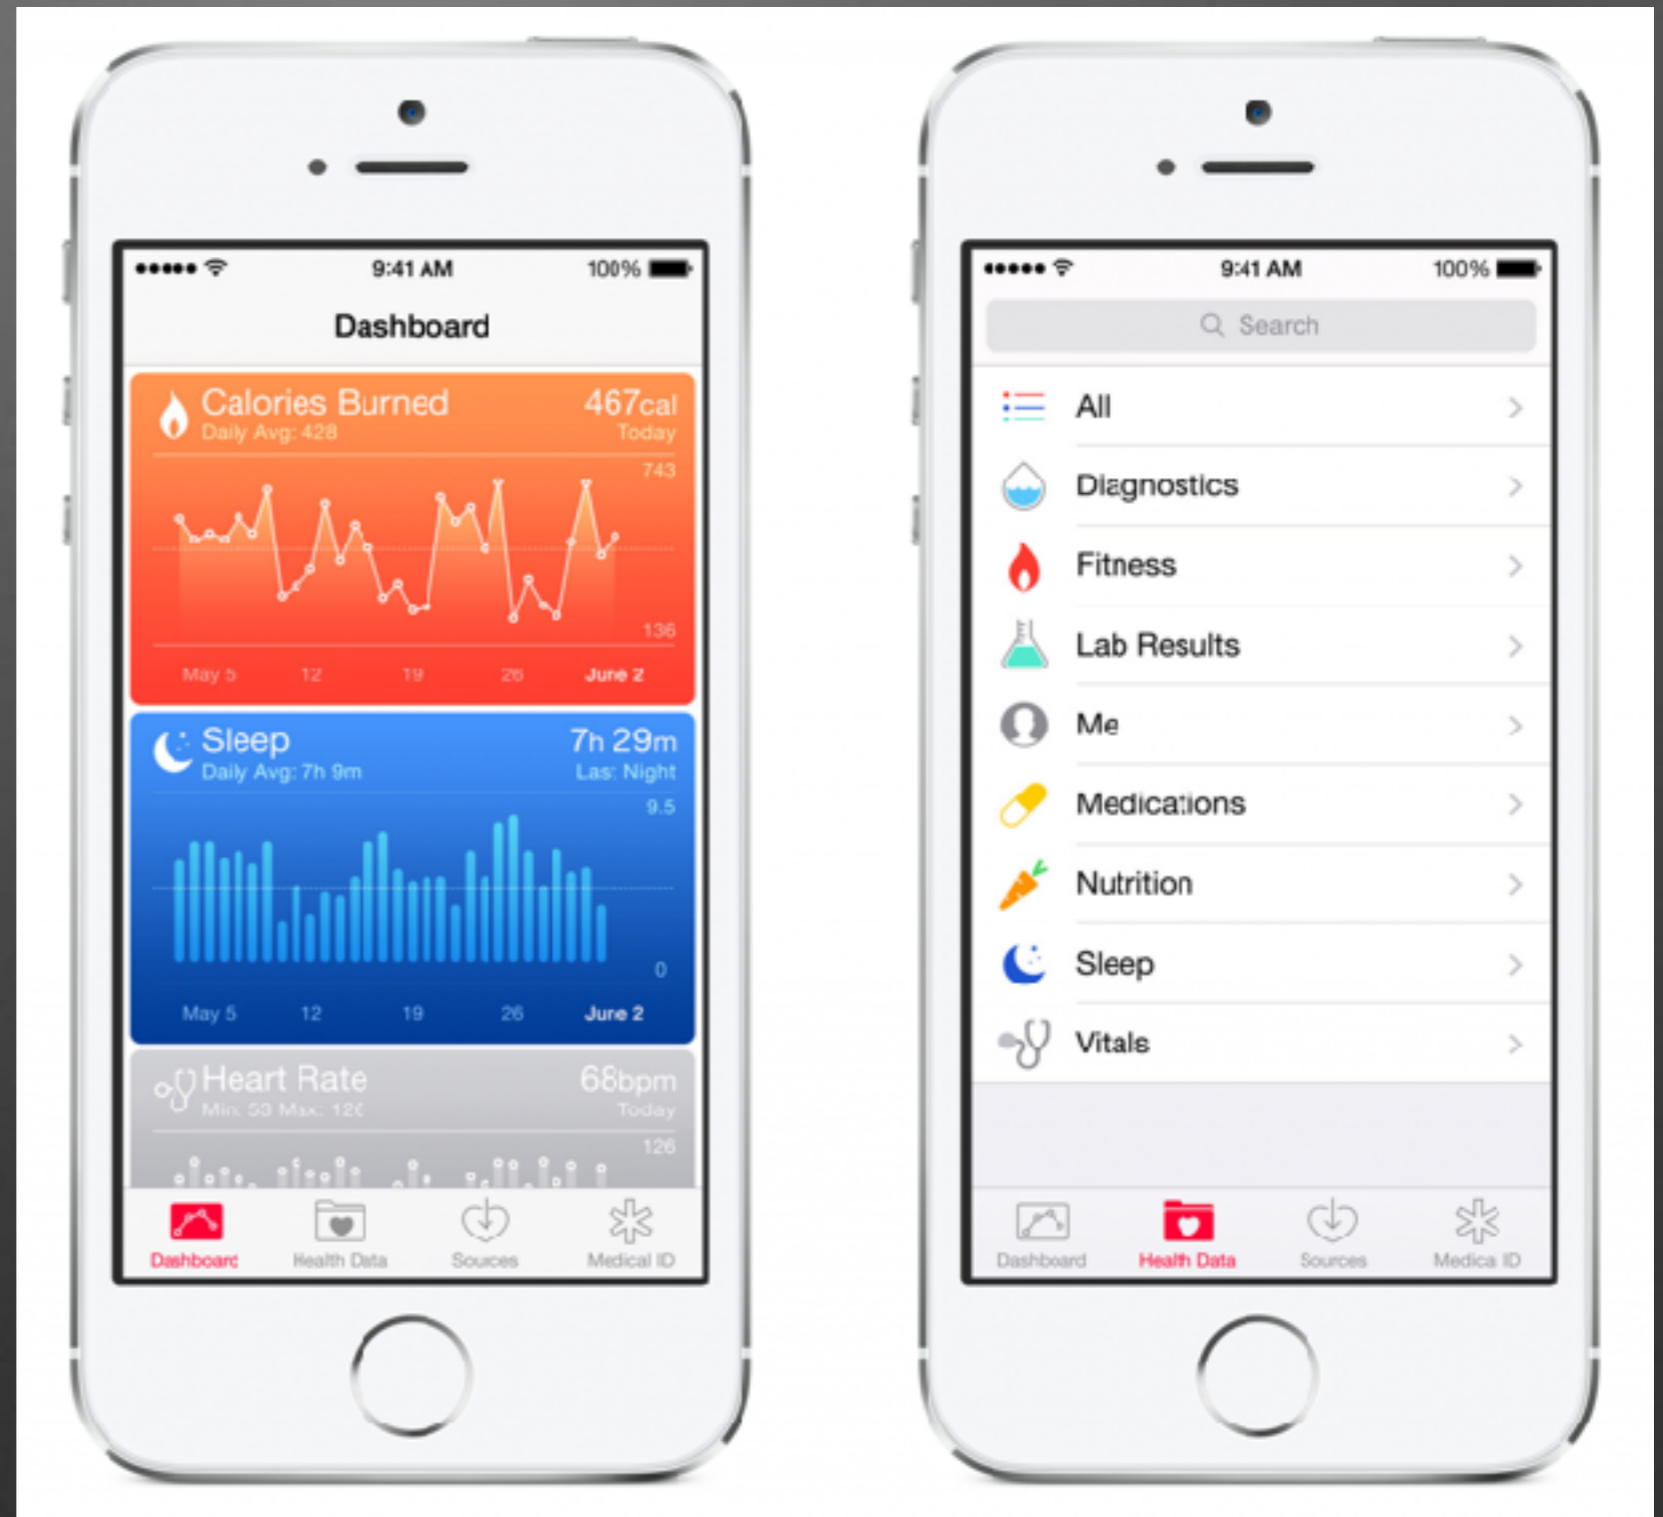 9:41 AM
100%
Dashboard
Calories Burned
467cal
Daily Avg: 428
Today
743
136
May 5
12
19
26
June 2
Sleep
7h 29m
Daily Avg: 7h 9m
Last Night
9.5
0
May 5
12
19
26
June 2
Heart Rate
68bpm
Min: Max:
Today
126
Dashboard
Health Data
Sources
Medical ID
9:41 AM
100%
Search
All
Diagnostics
Fitness
Lab Results
Me
Medications
Nutrition
Sleep
Vitals
Dashboard
Health Data
Sources
Medical ID